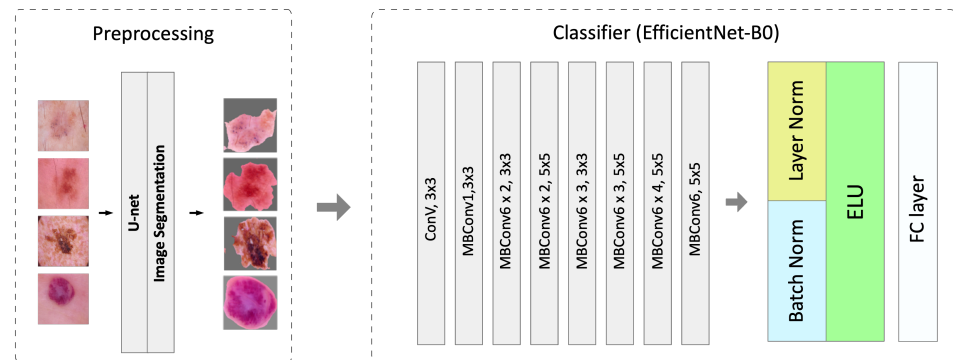 Preprocessing
U-net
Image Segmentation
Classifier (EfficientNet-B0)
ConV, 3x3
MBConv1,3x3
MBConv6 x 2, 3x3
MBConv6 x 2, 5x5
MBConv6 x 3, 3x3
MBConv6 x 3, 5x5
MBConv6 x 4, 5x5
MBConv6, 5x5
Layer Norm
Batch Norm
ELU
FC layer